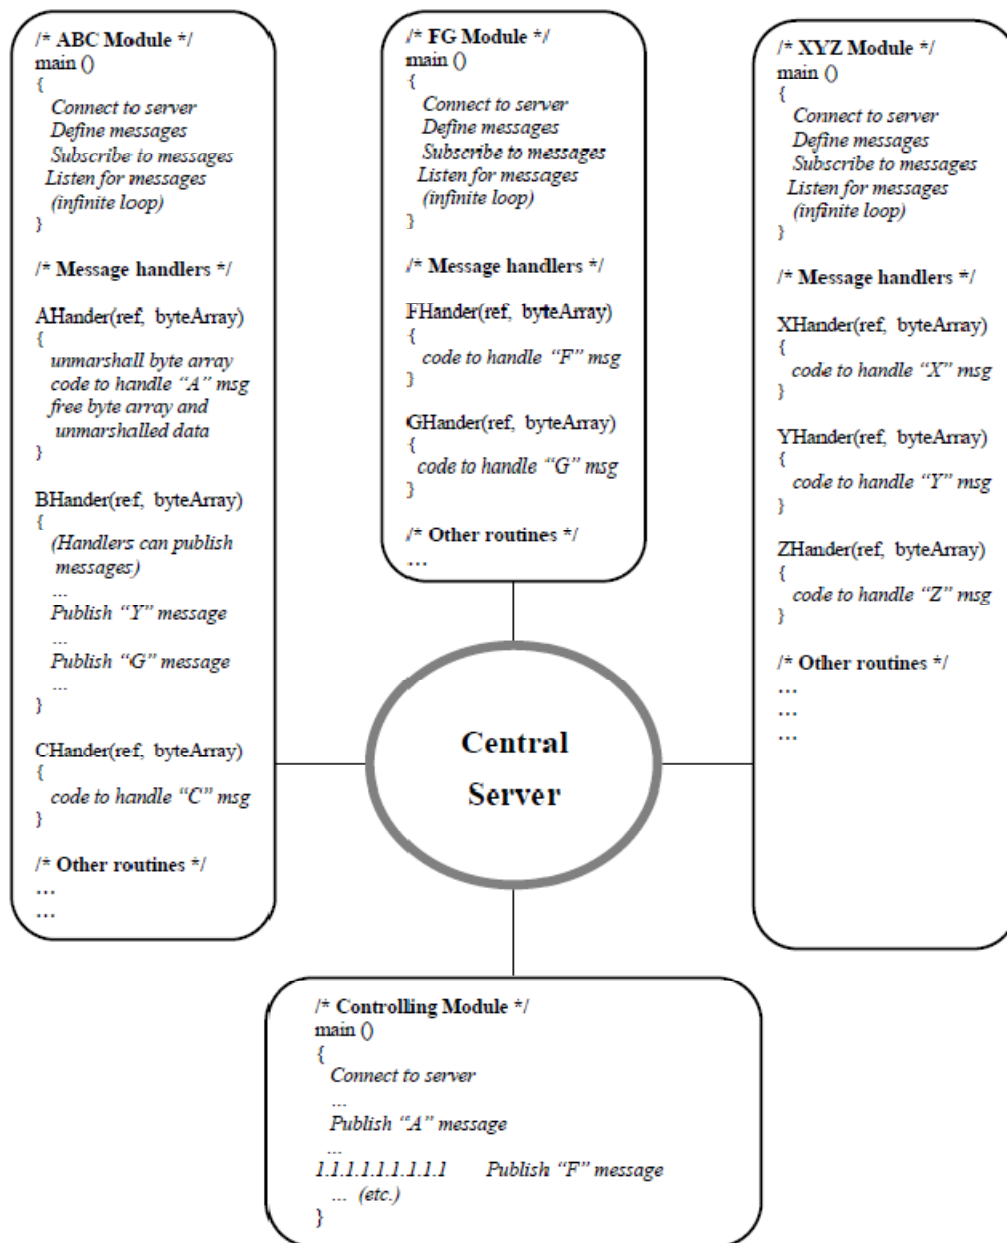 /* ABC Module */
main ()
{
Connect to server
Define messages
Subscribe to messages
Listen for messages
(infinite loop)
}
/* Message handlers */
AHander(ref, byteArray)
{
unmarshall byte array
code to handle “A” msg
free byte array and
unmarshalled data
}
BHander(ref, byteArray)
{
(Handlers can publish
messages)
...
Publish “Y” message
...
Publish “G” message
...
}
CHander(ref, byteArray)
{
code to handle “C” msg
}
/* Other routines */
...
...
/* FG Module */
main ()
{
Connect to server
Define messages
Subscribe to messages
Listen for messages
(infinite loop)
}
/* Message handlers */
FHander(ref, byteArray)
{
code to handle “F” msg
}
GHander(ref, byteArray)
{
code to handle “G” msg
}
/* Other routines */
...
/* XYZ Module */
main ()
{
Connect to server
Define messages
Subscribe to messages
Listen for messages
(infinite loop)
}
/* Message handlers */
XHander(ref, byteArray)
{
code to handle “X” msg
}
YHander(ref, byteArray)
{
code to handle “Y” msg
}
ZHander(ref, byteArray)
{
code to handle “Z” msg
}
/* Other routines */
...
...
...
Central
Server
/* Controlling Module */
main ()
{
Connect to server
...
Publish “A” message
...
1.1.1.1.1.1.1.1.1 Publish “F” message
... (etc.)
}